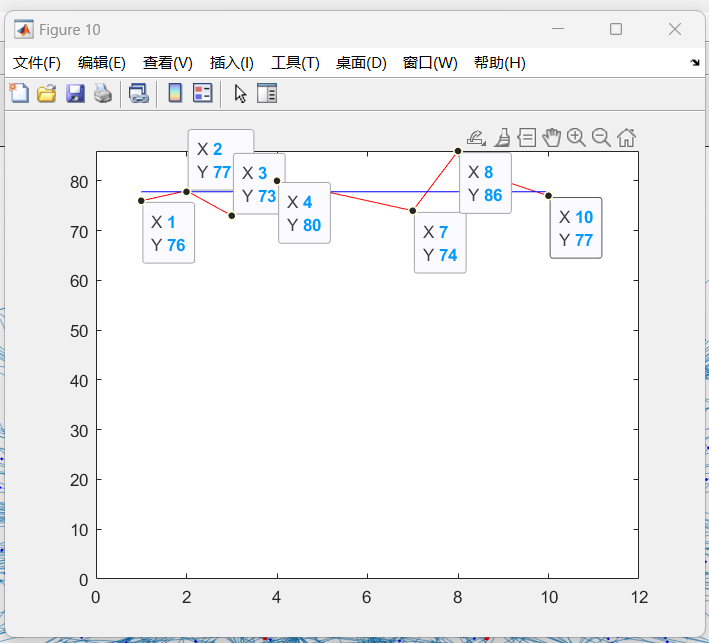 Figure 10
文件(F) 编辑(E) 查看(V) 插入(I) 工具(T) 桌面(D) 窗口(W) 帮助(H)
X 2
Y 77
X 3
Y 73
X 4
Y 80
X 8
Y 86
X 1
Y 76
X 7
Y 74
X 10
Y 77
80
70
60
50
40
30
20
10
0
0 2 4 6 8 10 12